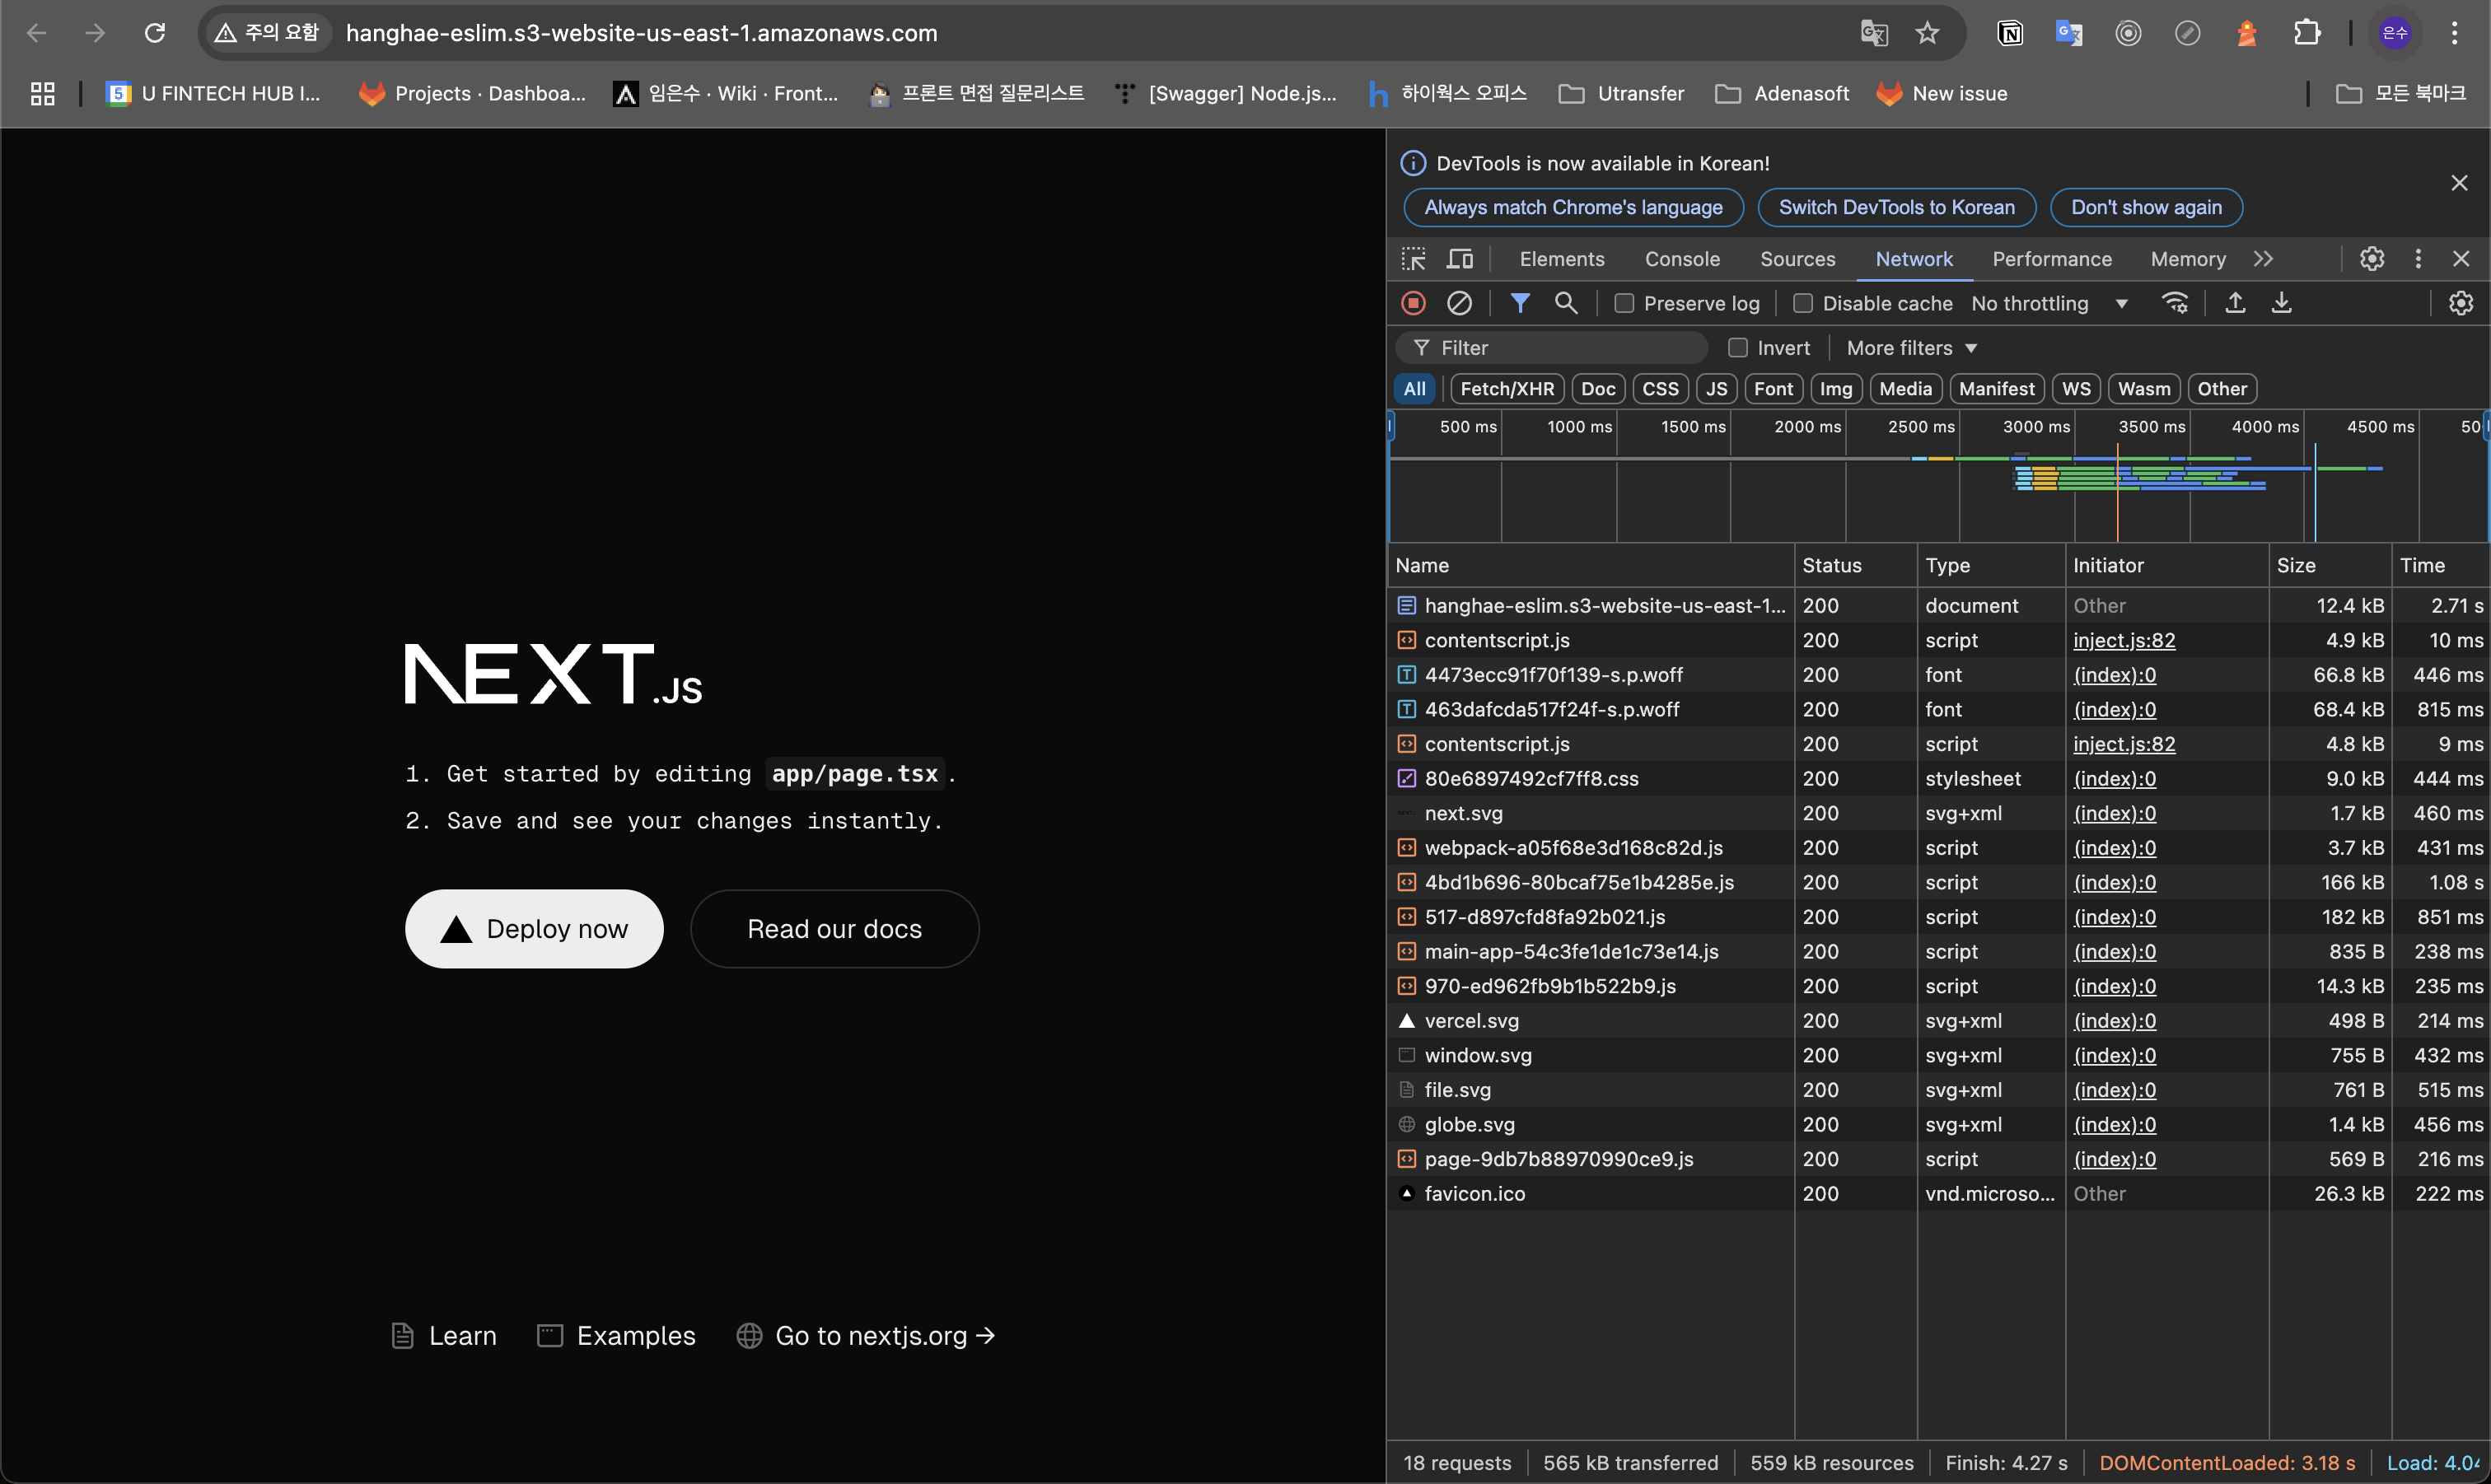 주의 요함 hanghae-eslim.s3-website-us-east-1.amazonaws.com 은수
5 U FINTECH HUB I... Projects · Dashboa... 임은수 · Wiki · Front... 프론트 면접 질문리스트 [Swagger] Node.js... 하이웍스 오피스 Utransfer Adenasoft New issue 모든 북마크
NEXT.JS
1. Get started by editing app/page.tsx.
2. Save and see your changes instantly.
Deploy now Read our docs
Learn Examples Go to nextjs.org →
DevTools is now available in Korean!
Always match Chrome's language Switch DevTools to Korean Don't show again
Elements Console Sources Network Performance Memory
Preserve log Disable cache No throttling
Filter Invert More filters
All Fetch/XHR Doc CSS JS Font Img Media Manifest WS Wasm Other
500 ms 1000 ms 1500 ms 2000 ms 2500 ms 3000 ms 3500 ms 4000 ms 4500 ms 50
Name Status Type Initiator Size Time
hanghae-eslim.s3-website-us-east-1... 200 document Other 12.4 kB 2.71 s
contentscript.js 200 script inject.js:82 4.9 kB 10 ms
4473ecc91f70f139-s.p.woff 200 font (index):0 66.8 kB 446 ms
463dafcda517f24f-s.p.woff 200 font (index):0 68.4 kB 815 ms
contentscript.js 200 script inject.js:82 4.8 kB 9 ms
80e6897492cf7ff8.css 200 stylesheet (index):0 9.0 kB 444 ms
next.svg 200 svg+xml (index):0 1.7 kB 460 ms
webpack-a05f68e3d168c82d.js 200 script (index):0 3.7 kB 431 ms
4bd1b696-80bcaf75e1b4285e.js 200 script (index):0 166 kB 1.08 s
517-d897cfd8fa92b021.js 200 script (index):0 182 kB 851 ms
main-app-54c3fe1de1c73e14.js 200 script (index):0 835 B 238 ms
970-ed962fb9b1b522b9.js 200 script (index):0 14.3 kB 235 ms
vercel.svg 200 svg+xml (index):0 498 B 214 ms
window.svg 200 svg+xml (index):0 755 B 432 ms
file.svg 200 svg+xml (index):0 761 B 515 ms
globe.svg 200 svg+xml (index):0 1.4 kB 456 ms
page-9db7b88970990ce9.js 200 script (index):0 569 B 216 ms
favicon.ico 200 vnd.microso... Other 26.3 kB 222 ms
18 requests 565 kB transferred 559 kB resources Finish: 4.27 s DOMContentLoaded: 3.18 s Load: 4.04